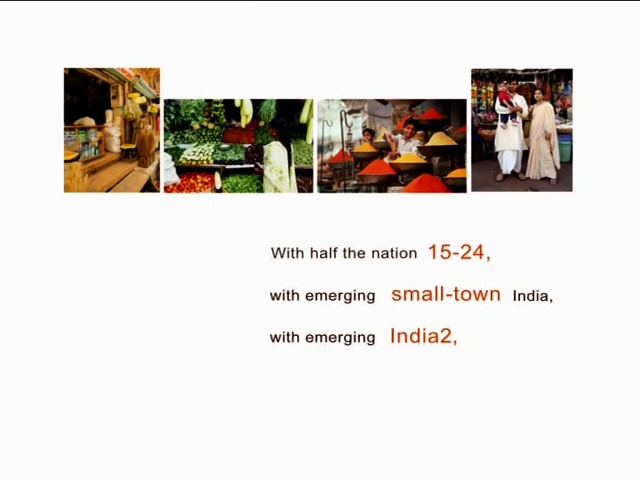 With half the nation 15-24,
with emerging small-town India,
with emerging India2,